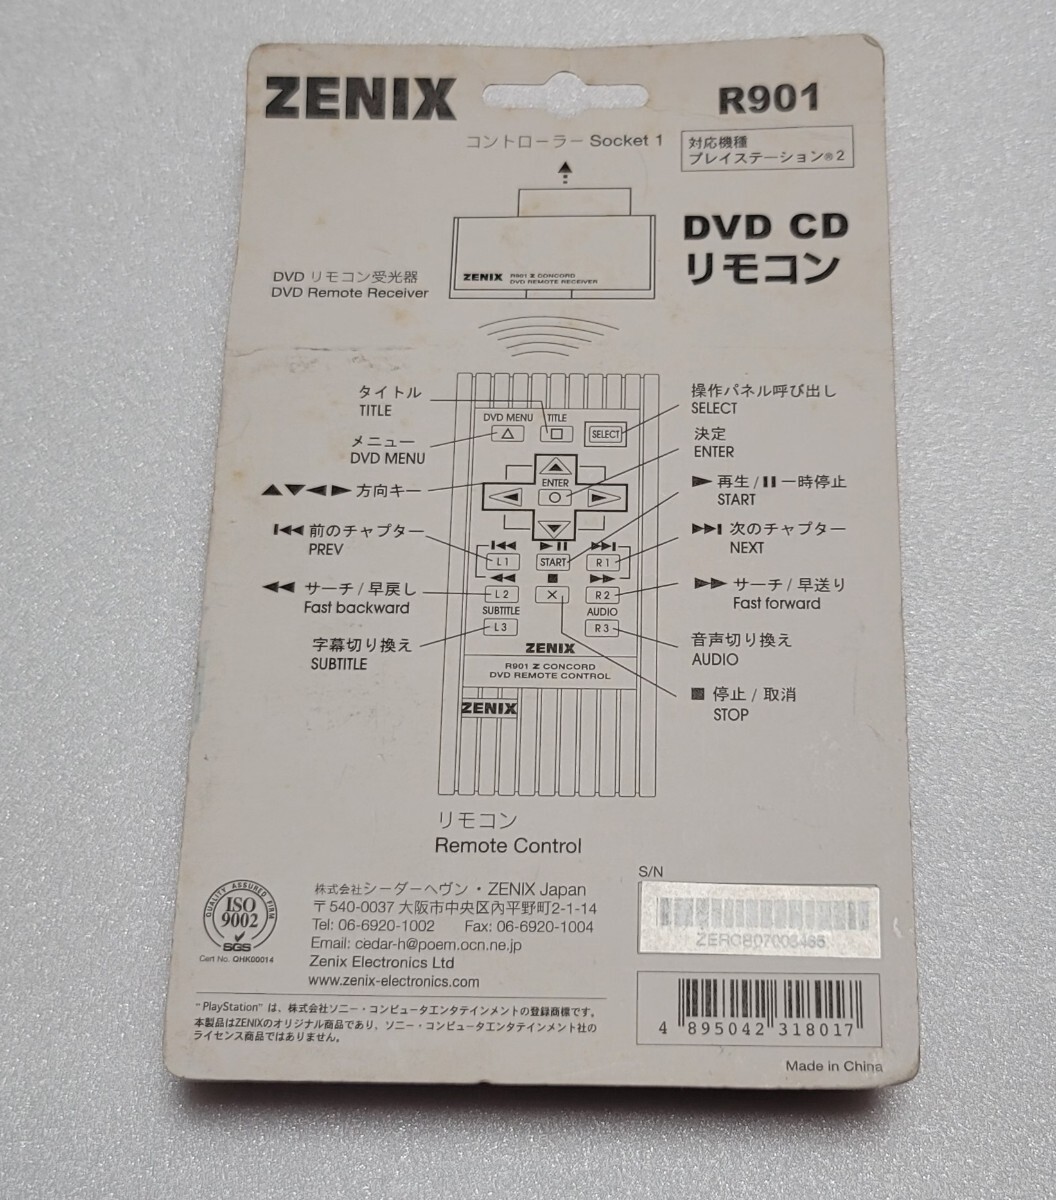 ZENIX
R901
コントローラー Socket 1
対応機種
プレイステーション®2
DVD CD
リモコン
ZENIX R901 Z CONCORD
DVD REMOTE RECEIVER
DVD リモコン受光器
DVD Remote Receiver
タイトル
TITLE
メニュー
DVD MENU
▲▼◀▶ 方向キー
I◀◀ 前のチャプター
PREV
◀◀ サーチ / 早戻し
Fast backward
字幕切り換え
SUBTITLE
DVD MENU
TITLE
△
□
SELECT
ENTER
○
I◀◀
▶II
▶▶I
L1
START
R1
◀◀
■
▶▶
L2
×
R2
SUBTITLE
AUDIO
L3
R3
ZENIX
R901 Z CONCORD
DVD REMOTE CONTROL
ZENIX
操作パネル呼び出し
SELECT
決定
ENTER
▶ 再生 / II 一時停止
START
▶▶I 次のチャプター
NEXT
▶▶ サーチ / 早送り
Fast forward
音声切り換え
AUDIO
■ 停止 / 取消
STOP
リモコン
Remote Control
QUALITY ASSURED FIRM
ISO
9002
SGS
Cert No. QHK00014
株式会社シーダーヘヴン・ZENIX Japan
〒540-0037 大阪市中央区内平野町2-1-14
Tel: 06-6920-1002 Fax: 06-6920-1004
Email: cedar-h@poem.ocn.ne.jp
Zenix Electronics Ltd
www.zenix-electronics.com
"PlayStation" は、株式会社ソニー・コンピュータエンタテインメントの登録商標です。
本製品はZENIXのオリジナル商品であり、ソニー・コンピュータエンタテインメント社の
ライセンス商品ではありません。
S/N
4 895042 318017
Made in China